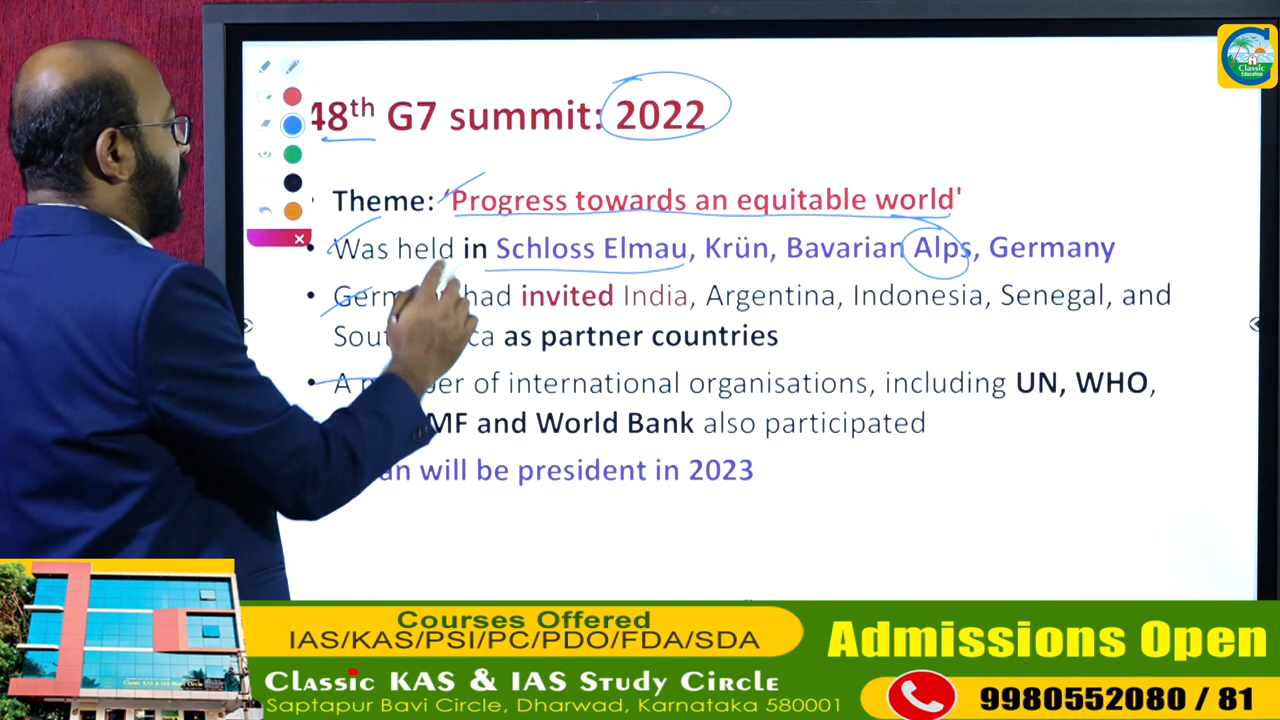 Classic
Education
48th G7 summit: 2022
Theme: 'Progress towards an equitable world'
• Was held in Schloss Elmau, Krün, Bavarian Alps, Germany
• had invited India, Argentina, Indonesia, Senegal, and
as partner countries
• A of international organisations, including UN, WHO,
and World Bank also participated
will be president in 2023
Courses Offered
IAS/KAS/PSI/PC/PDO/FDA/SDA
Classic KAS & IAS Study Circle
Saptapur Bavi Circle, Dharwad, Karnataka 580001
Admissions Open
9980552080 / 81